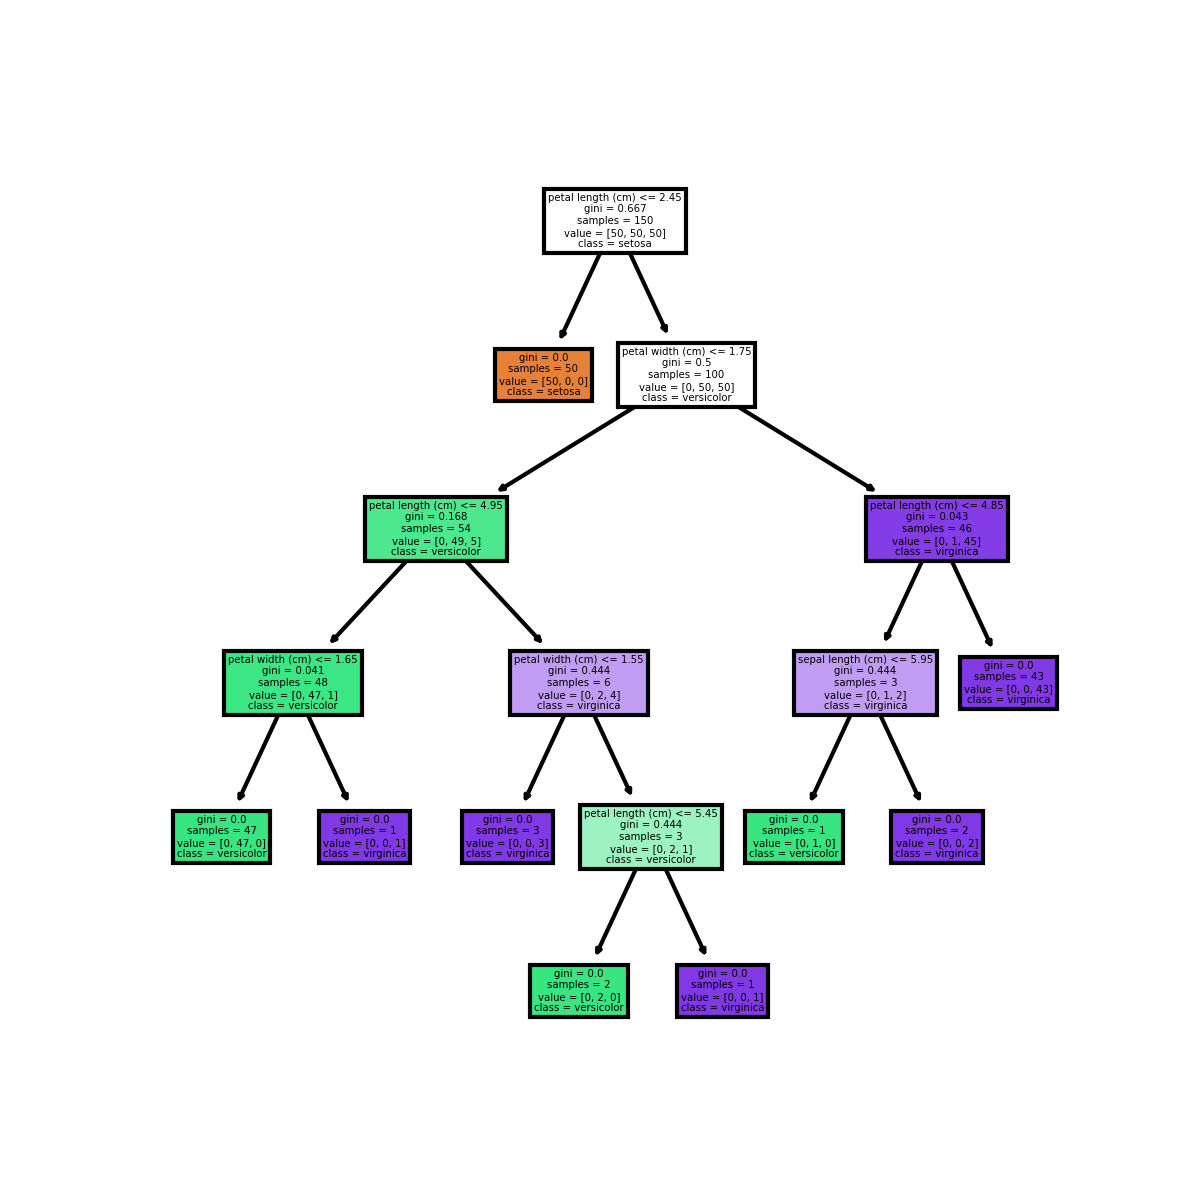 petal length (cm) <= 2.45
gini = 0.667
samples = 150
value = [50, 50, 50]
class = setosa
gini = 0.0
samples = 50
value = [50, 0, 0]
class = setosa
petal width (cm) <= 1.75
gini = 0.5
samples = 100
value = [0, 50, 50]
class = versicolor
petal length (cm) <= 4.95
gini = 0.168
samples = 54
value = [0, 49, 5]
class = versicolor
petal length (cm) <= 4.85
gini = 0.043
samples = 46
value = [0, 1, 45]
class = virginica
petal width (cm) <= 1.65
gini = 0.041
samples = 48
value = [0, 47, 1]
class = versicolor
petal width (cm) <= 1.55
gini = 0.444
samples = 6
value = [0, 2, 4]
class = virginica
sepal length (cm) <= 5.95
gini = 0.444
samples = 3
value = [0, 1, 2]
class = virginica
gini = 0.0
samples = 43
value = [0, 0, 43]
class = virginica
gini = 0.0
samples = 47
value = [0, 47, 0]
class = versicolor
gini = 0.0
samples = 1
value = [0, 0, 1]
class = virginica
gini = 0.0
samples = 3
value = [0, 0, 3]
class = virginica
petal length (cm) <= 5.45
gini = 0.444
samples = 3
value = [0, 2, 1]
class = versicolor
gini = 0.0
samples = 1
value = [0, 1, 0]
class = versicolor
gini = 0.0
samples = 2
value = [0, 0, 2]
class = virginica
gini = 0.0
samples = 2
value = [0, 2, 0]
class = versicolor
gini = 0.0
samples = 1
value = [0, 0, 1]
class = virginica